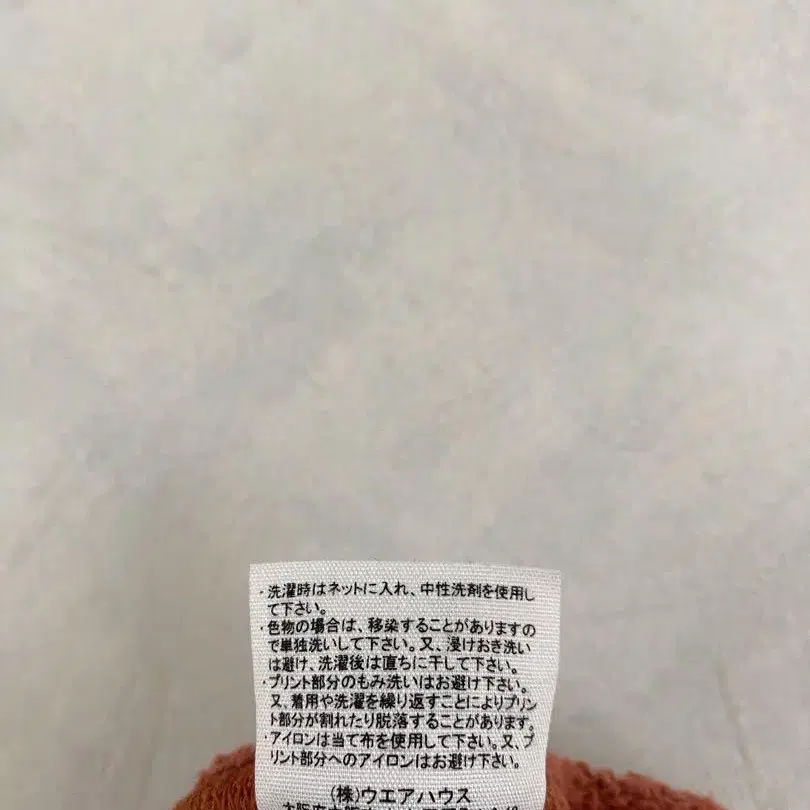 ・洗濯時はネットに入れ、中性洗剤を使用し
て下さい。
・色物の場合は、移染することがありますの
で単独洗いして下さい。又、浸けおき洗い
は避け、洗濯後は直ちに干して下さい。
・プリント部分のもみ洗いはお避け下さい。
又、着用や洗濯を繰り返すことによりプリン
ト部分が割れたり脱落することがあります。
・アイロンは当て布を使用して下さい。又、プ
リント部分へのアイロンはお避け下さい。
(株)ウエアハウス